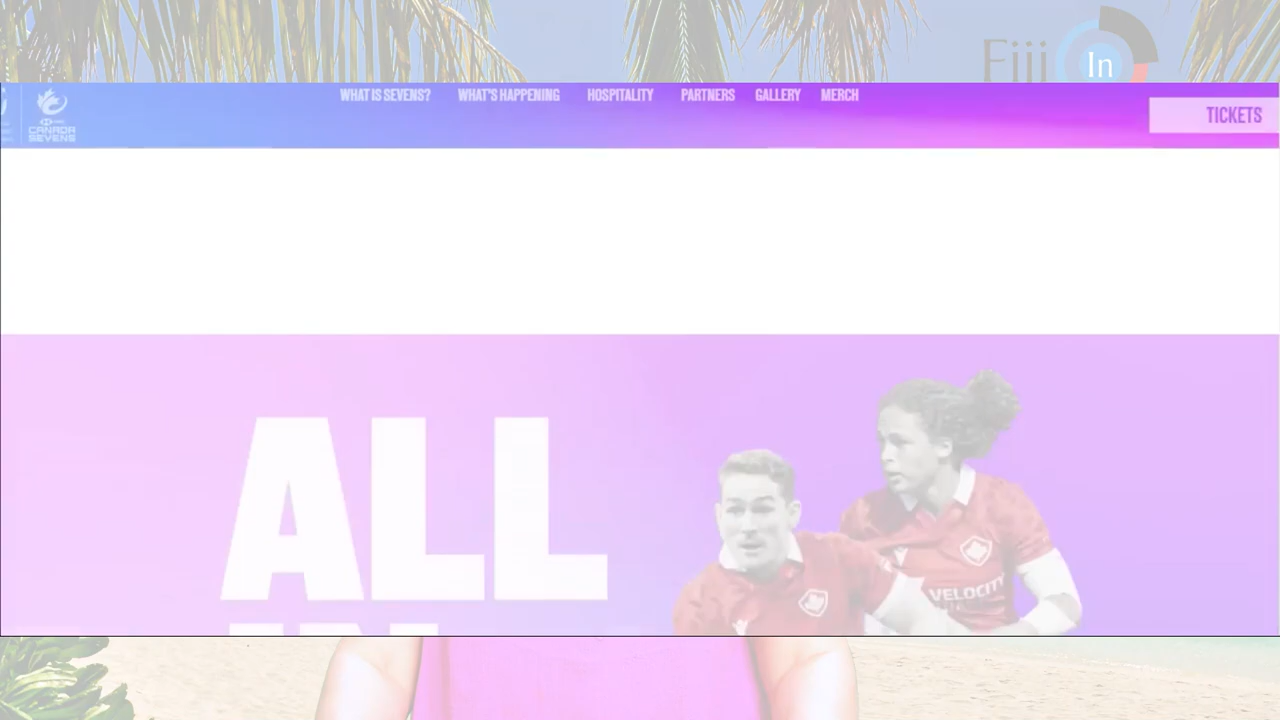 Fiji In
CANADA
SEVENS
WHAT IS SEVENS? WHAT'S HAPPENING HOSPITALITY PARTNERS GALLERY MERCH
TICKETS
ALL
VELOCITY